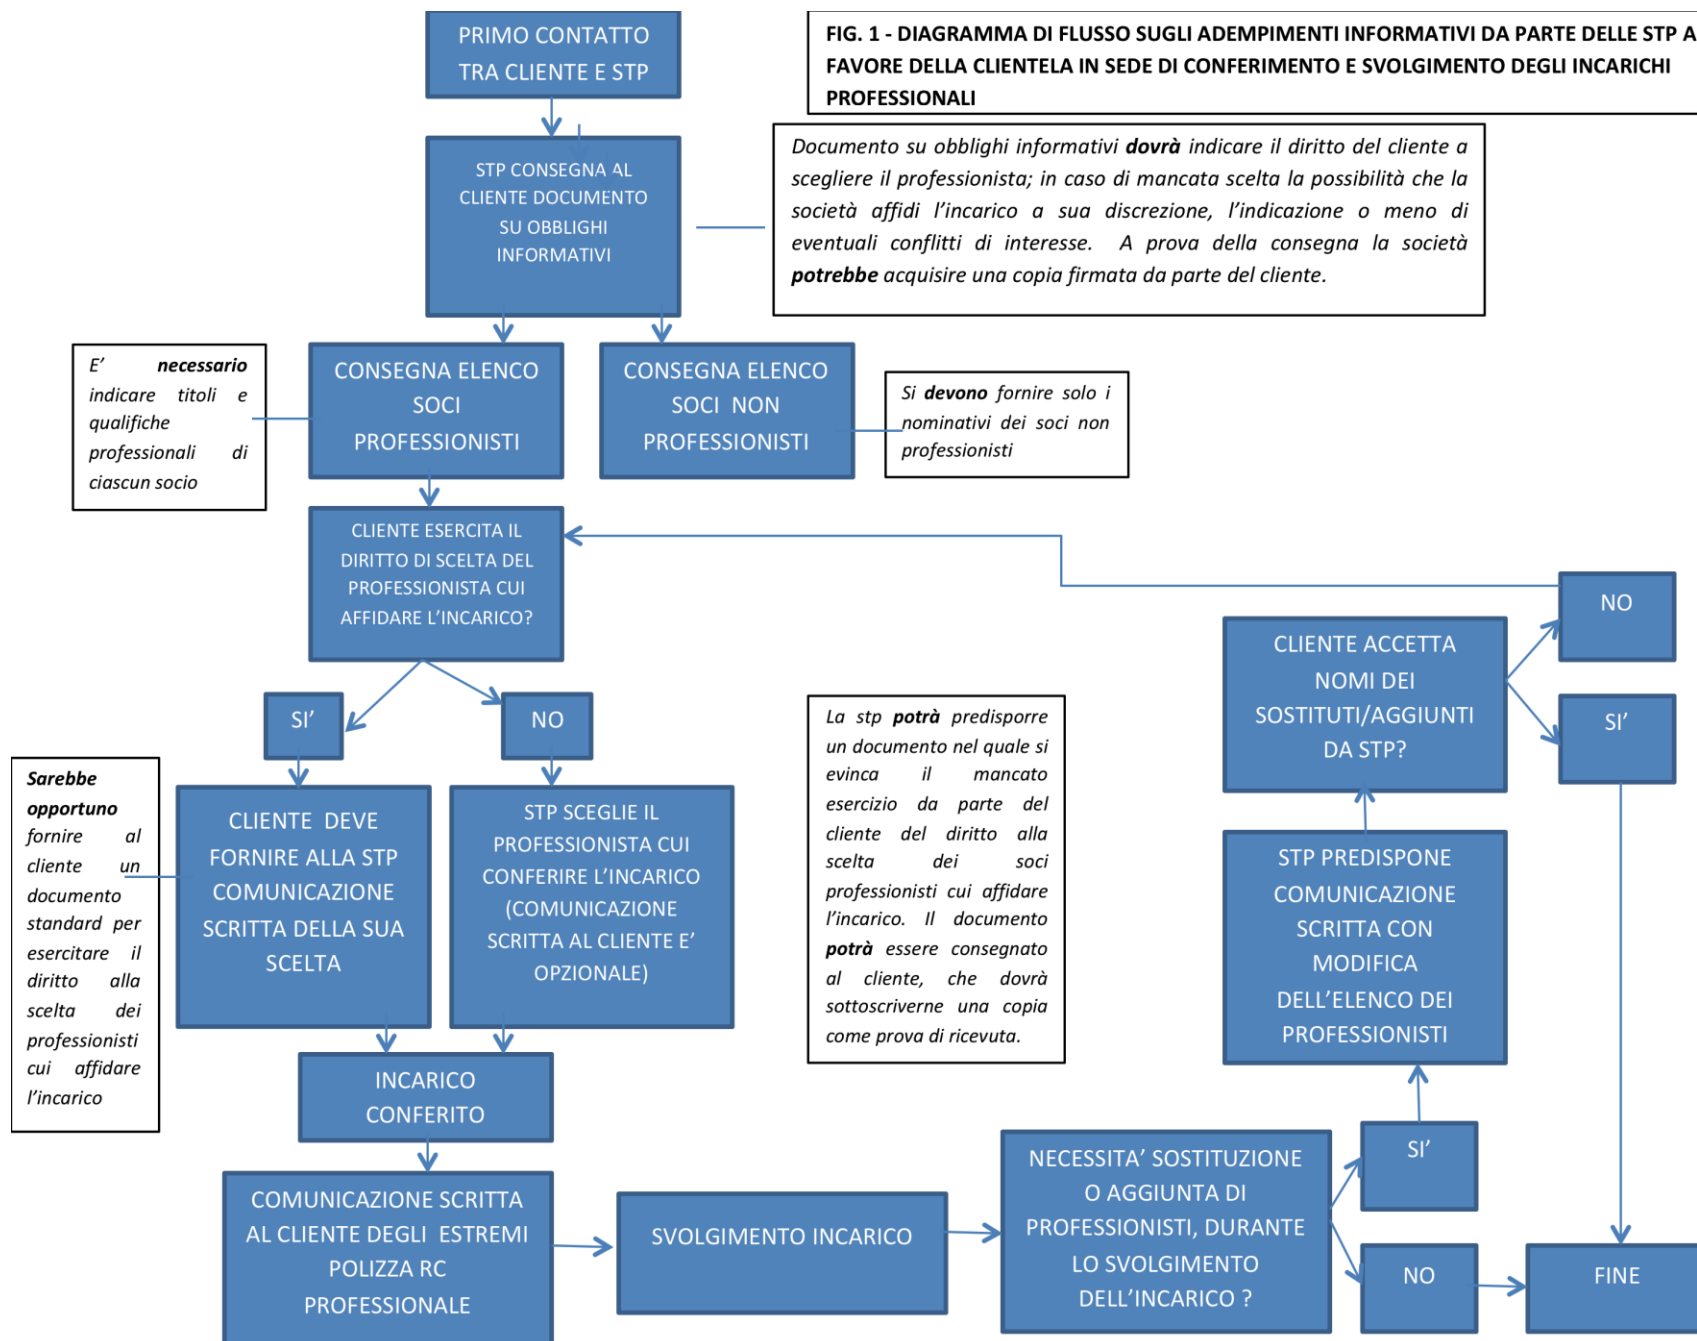 PRIMO CONTATTO
TRA CLIENTE E STP
FIG. 1 - DIAGRAMMA DI FLUSSO SUGLI ADEMPIMENTI INFORMATIVI DA PARTE DELLE STP A
FAVORE DELLA CLIENTELA IN SEDE DI CONFERIMENTO E SVOLGIMENTO DEGLI INCARICHI
PROFESSIONALI
STP CONSEGNA AL
CLIENTE DOCUMENTO
SU OBBLIGHI
INFORMATIVI
Documento su obblighi informativi dovrà indicare il diritto del cliente a
scegliere il professionista; in caso di mancata scelta la possibilità che la
società affidi l'incarico a sua discrezione, l'indicazione o meno di
eventuali conflitti di interesse. A prova della consegna la società
potrebbe acquisire una copia firmata da parte del cliente.
E' necessario
indicare titoli e
qualifiche
professionali di
ciascun socio
CONSEGNA ELENCO
SOCI
PROFESSIONISTI
CONSEGNA ELENCO
SOCI NON
PROFESSIONISTI
Si devono fornire solo i
nominativi dei soci non
professionisti
CLIENTE ESERCITA IL
DIRITTO DI SCELTA DEL
PROFESSIONISTA CUI
AFFIDARE L'INCARICO?
SI'
NO
Sarebbe
opportuno
fornire al
cliente un
documento
standard per
esercitare il
diritto alla
scelta dei
professionisti
cui affidare
l'incarico
CLIENTE DEVE
FORNIRE ALLA STP
COMUNICAZIONE
SCRITTA DELLA SUA
SCELTA
STP SCEGLIE IL
PROFESSIONISTA CUI
CONFERIRE L'INCARICO
(COMUNICAZIONE
SCRITTA AL CLIENTE E'
OPZIONALE)
La stp potrà predisporre
un documento nel quale si
evinca il mancato
esercizio da parte del
cliente del diritto alla
scelta dei soci
professionisti cui affidare
l'incarico. Il documento
potrà essere consegnato
al cliente, che dovrà
sottoscriverne una copia
come prova di ricevuta.
INCARICO
CONFERITO
COMUNICAZIONE SCRITTA
AL CLIENTE DEGLI ESTREMI
POLIZZA RC
PROFESSIONALE
SVOLGIMENTO INCARICO
NECESSITA' SOSTITUZIONE
O AGGIUNTA DI
PROFESSIONISTI, DURANTE
LO SVOLGIMENTO
DELL'INCARICO ?
SI'
NO
STP PREDISPONE
COMUNICAZIONE
SCRITTA CON
MODIFICA
DELL'ELENCO DEI
PROFESSIONISTI
CLIENTE ACCETTA
NOMI DEI
SOSTITUTI/AGGIUNTI
DA STP?
NO
SI'
FINE